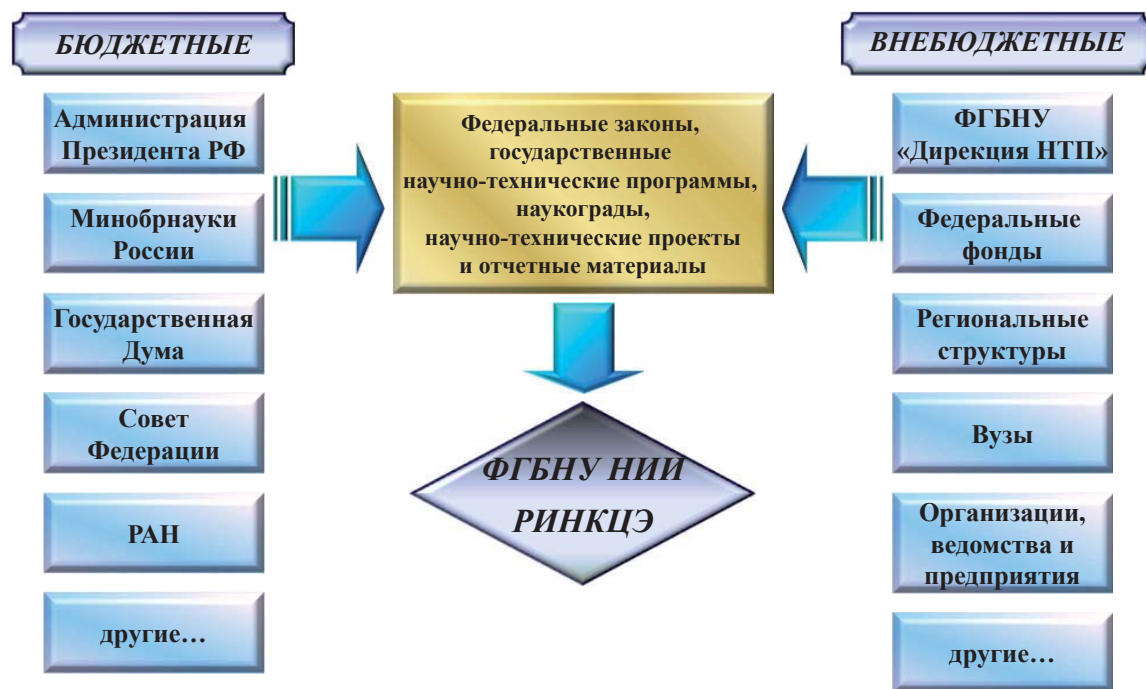 БЮДЖЕТНЫЕ
Администрация
Президента РФ
Минобрнауки
России
Государственная
Дума
Совет
Федерации
РАН
другие…
Федеральные законы,
государственные
научно-технические программы,
наукограды,
научно-технические проекты
и отчетные материалы
ФГБНУ НИИ
РИНКЦЭ
ВНЕБЮДЖЕТНЫЕ
ФГБНУ
«Дирекция НТП»
Федеральные
фонды
Региональные
структуры
Вузы
Организации,
ведомства и
предприятия
другие…